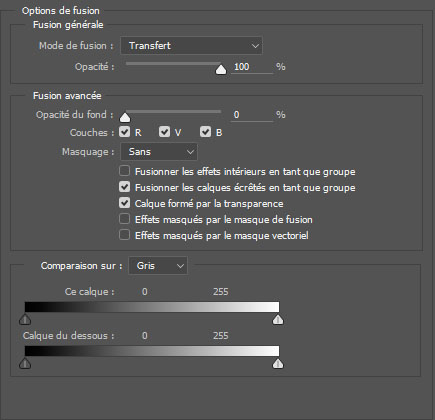 Options de fusion
Fusion générale
Mode de fusion : Transfert
Opacité : 100 %
Fusion avancée
Opacité du fond : 0 %
Couches : R V B
Masquage : Sans
Fusionner les effets intérieurs en tant que groupe
Fusionner les calques écrêtés en tant que groupe
Calque formé par la transparence
Effets masqués par le masque de fusion
Effets masqués par le masque vectoriel
Comparaison sur : Gris
Ce calque : 0 255
Calque du dessous : 0 255